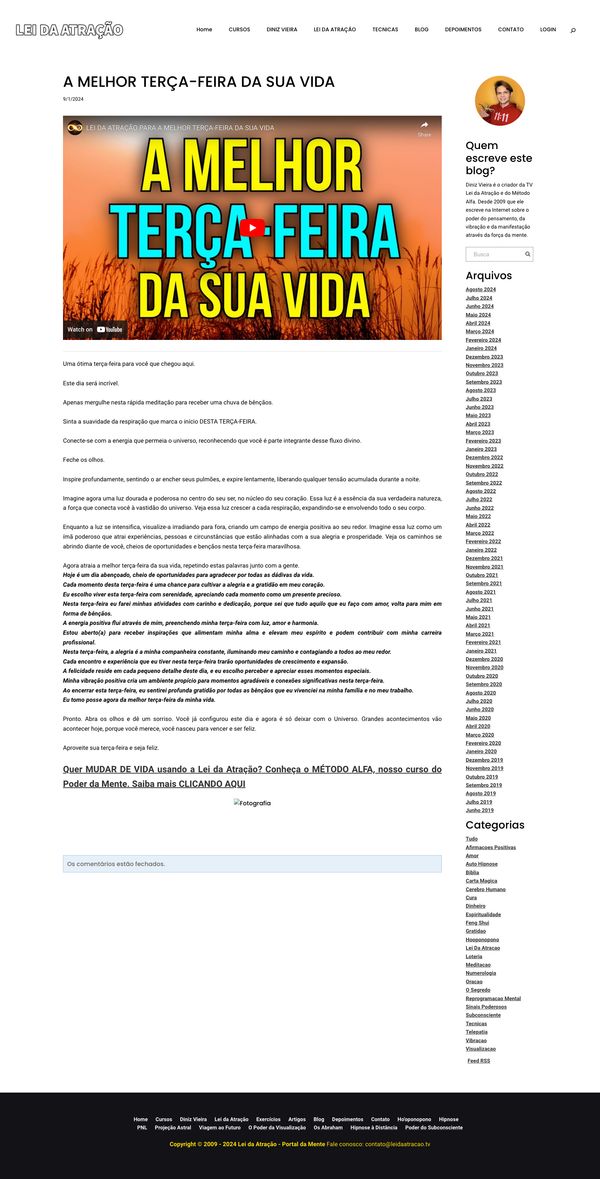 LEI DA ATRAÇÃO
Home CURSOS DINIZ VIEIRA LEI DA ATRAÇÃO TECNICAS BLOG DEPOIMENTOS CONTATO LOGIN
A MELHOR TERÇA-FEIRA DA SUA VIDA
9/1/2024
LEI DA ATRAÇÃO PARA A MELHOR TERÇA-FEIRA DA SUA VIDA
Share
A MELHOR
TERÇA-FEIRA
DA SUA VIDA
Watch on YouTube
Uma ótima terça-feira para você que chegou aqui.
Este dia será incrível.
Apenas mergulhe nesta rápida meditação para receber uma chuva de bênçãos.
Sinta a suavidade da respiração que marca o início DESTA TERÇA-FEIRA.
Conecte-se com a energia que permeia o universo, reconhecendo que você é parte integrante desse fluxo divino.
Feche os olhos.
Inspire profundamente, sentindo o ar encher seus pulmões, e expire lentamente, liberando qualquer tensão acumulada durante a noite.
Imagine agora uma luz dourada e poderosa no centro do seu ser, no núcleo do seu coração. Essa luz é a essência da sua verdadeira natureza,
a força que conecta você à vastidão do universo. Veja essa luz crescer a cada respiração, expandindo-se e envolvendo todo o seu corpo.
Enquanto a luz se intensifica, visualize-a irradiando para fora, criando um campo de energia positiva ao seu redor. Imagine essa luz como um
ímã poderoso que atrai experiências, pessoas e circunstâncias que estão alinhadas com a sua alegria e prosperidade. Veja os caminhos se
abrindo diante de você, cheios de oportunidades e bençãos nesta terça-feira maravilhosa.
Agora atraia a melhor terça-feira da sua vida, repetindo estas palavras junto com a gente.
Hoje é um dia abençoado, cheio de oportunidades para agradecer por todas as dádivas da vida.
Cada momento desta terça-feira é uma chance para cultivar a alegria e a gratidão em meu coração.
Eu escolho viver esta terça-feira com serenidade, apreciando cada momento como um presente precioso.
Nesta terça-feira eu farei minhas atividades com carinho e dedicação, porque sei que tudo aquilo que eu faço com amor, volta para mim em
forma de bênçãos.
A energia positiva flui através de mim, preenchendo minha terça-feira com luz, amor e harmonia.
Estou aberto(a) para receber inspirações que alimentam minha alma e elevam meu espírito e podem contribuir com minha carreira
profissional.
Nesta terça-feira, a alegria é a minha companheira constante, iluminando meu caminho e contagiando a todos ao meu redor.
Cada encontro e experiência que eu tiver nesta terça-feira trarão oportunidades de crescimento e expansão.
A felicidade reside em cada pequeno detalhe deste dia, e eu escolho perceber e apreciar esses momentos especiais.
Minha vibração positiva cria um ambiente propício para momentos agradáveis e conexões significativas nesta terça-feira.
Ao encerrar esta terça-feira, eu sentirei profunda gratidão por todas as bênçãos que eu vivenciei na minha família e no meu trabalho.
Eu tomo posse agora da melhor terça-feira da minha vida.
Pronto. Abra os olhos e dê um sorriso. Você já configurou este dia e agora é só deixar com o Universo. Grandes acontecimentos vão
acontecer hoje, porque você merece, você nasceu para vencer e ser feliz.
Aproveite sua terça-feira e seja feliz.
Quer MUDAR DE VIDA usando a Lei da Atração? Conheça o MÉTODO ALFA, nosso curso do
Poder da Mente. Saiba mais CLICANDO AQUI
Fotografia
Os comentários estão fechados.
11:11
Quem
escreve este
blog?
Diniz Vieira é o criador da TV
Lei da Atração e do Método
Alfa. Desde 2009 que ele
escreve na Internet sobre o
poder do pensamento, da
vibração e da manifestação
através da força da mente.
Busca
Arquivos
Agosto 2024
Julho 2024
Junho 2024
Maio 2024
Abril 2024
Março 2024
Fevereiro 2024
Janeiro 2024
Dezembro 2023
Novembro 2023
Outubro 2023
Setembro 2023
Agosto 2023
Julho 2023
Junho 2023
Maio 2023
Abril 2023
Março 2023
Fevereiro 2023
Janeiro 2023
Dezembro 2022
Novembro 2022
Outubro 2022
Setembro 2022
Agosto 2022
Julho 2022
Junho 2022
Maio 2022
Abril 2022
Março 2022
Fevereiro 2022
Janeiro 2022
Dezembro 2021
Novembro 2021
Outubro 2021
Setembro 2021
Agosto 2021
Julho 2021
Junho 2021
Maio 2021
Abril 2021
Março 2021
Fevereiro 2021
Janeiro 2021
Dezembro 2020
Novembro 2020
Outubro 2020
Setembro 2020
Agosto 2020
Julho 2020
Junho 2020
Maio 2020
Abril 2020
Março 2020
Fevereiro 2020
Janeiro 2020
Dezembro 2019
Novembro 2019
Outubro 2019
Setembro 2019
Agosto 2019
Julho 2019
Junho 2019
Categorias
Tudo
Afirmacoes Positivas
Amor
Auto Hipnose
Biblia
Carta Magica
Cerebro Humano
Cura
Dinheiro
Espiritualidade
Feng Shui
Gratidao
Hooponopono
Lei Da Atracao
Loteria
Meditacao
Numerologia
Oracao
O Segredo
Reprogramacao Mental
Sinais Poderosos
Subconsciente
Tecnicas
Telepatia
Vibracao
Visualizacao
Feed RSS
Home Cursos Diniz Vieira Lei da Atração Exercícios Artigos Blog Depoimentos Contato Ho'oponopono Hipnose
PNL Projeção Astral Viagem ao Futuro O Poder da Visualização Os Abraham Hipnose à Distância Poder do Subconsciente
Copyright © 2009 - 2024 Lei da Atração - Portal da Mente Fale conosco: contato@leidaatracao.tv